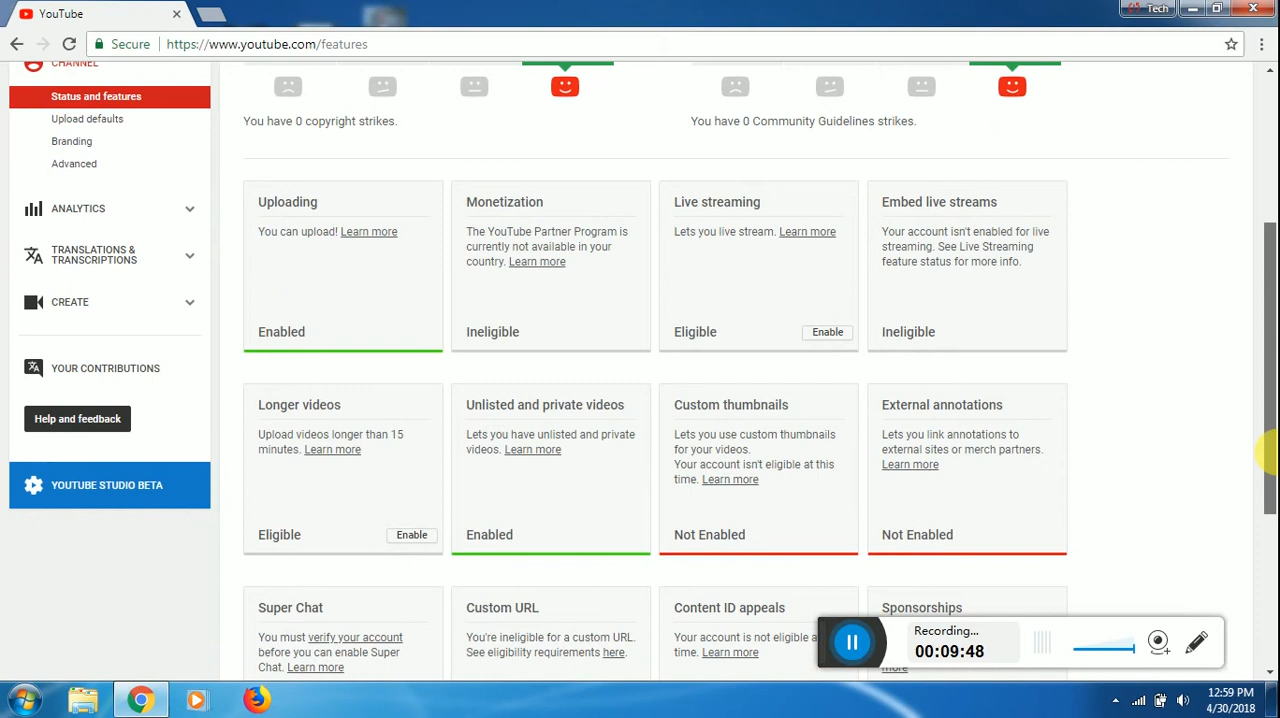 YouTube
Tech
Secure
https://www.youtube.com/features
CHANNEL
Status and features
Upload defaults
Branding
Advanced
ANALYTICS
TRANSLATIONS &
TRANSCRIPTIONS
CREATE
YOUR CONTRIBUTIONS
Help and feedback
YOUTUBE STUDIO BETA
You have 0 copyright strikes.
You have 0 Community Guidelines strikes.
Uploading
You can upload! Learn more
Enabled
Monetization
The YouTube Partner Program is
currently not available in your
country. Learn more
Ineligible
Live streaming
Lets you live stream. Learn more
Eligible
Enable
Embed live streams
Your account isn't enabled for live
streaming. See Live Streaming
feature status for more info.
Ineligible
Longer videos
Upload videos longer than 15
minutes. Learn more
Eligible
Enable
Unlisted and private videos
Lets you have unlisted and private
videos. Learn more
Enabled
Custom thumbnails
Lets you use custom thumbnails
for your videos.
Your account isn't eligible at this
time. Learn more
Not Enabled
External annotations
Lets you link annotations to
external sites or merch partners.
Learn more
Not Enabled
Super Chat
You must verify your account
before you can enable Super
Chat. Learn more
Custom URL
You're ineligible for a custom URL.
See eligibility requirements here.
Content ID appeals
Your account is not eligible a
time. Learn more
Sponsorships
more
Recording...
00:09:48
12:59 PM
4/30/2018